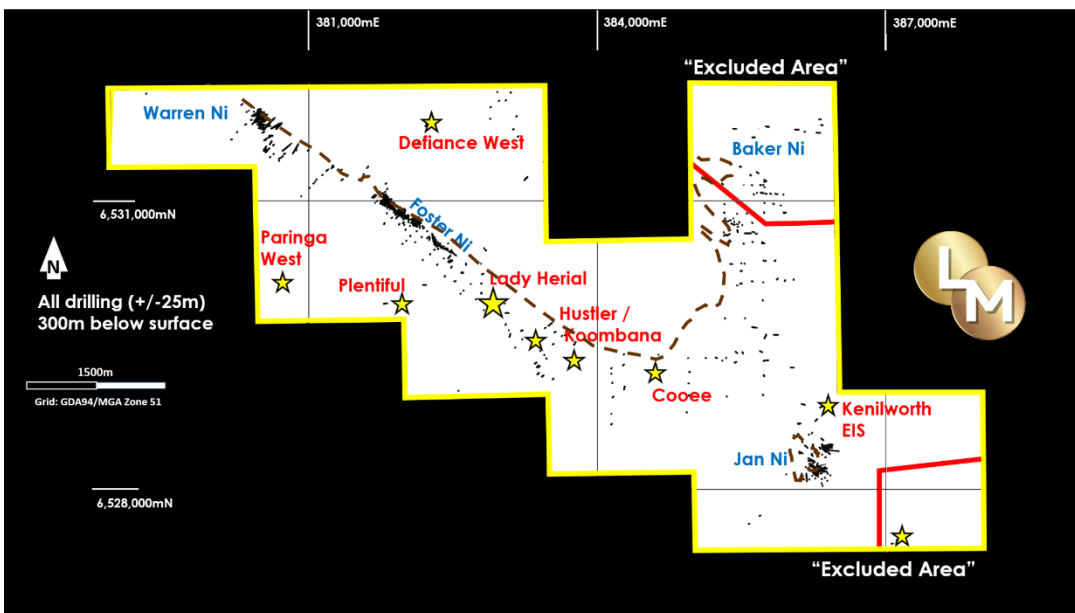 381,000mE
384,000mE
387,000mE
“Excluded Area”
Warren Ni
Defiance West
Baker Ni
6,531,000mN
Foster Ni
Paringa
West
Plentiful
Lady Herial
N
All drilling (+/-25m)
300m below surface
Hustler /
Koombana
LM
1500m
Grid: GDA94/MGA Zone 51
Cooee
Kenilworth
EIS
Jan Ni
6,528,000mN
“Excluded Area”